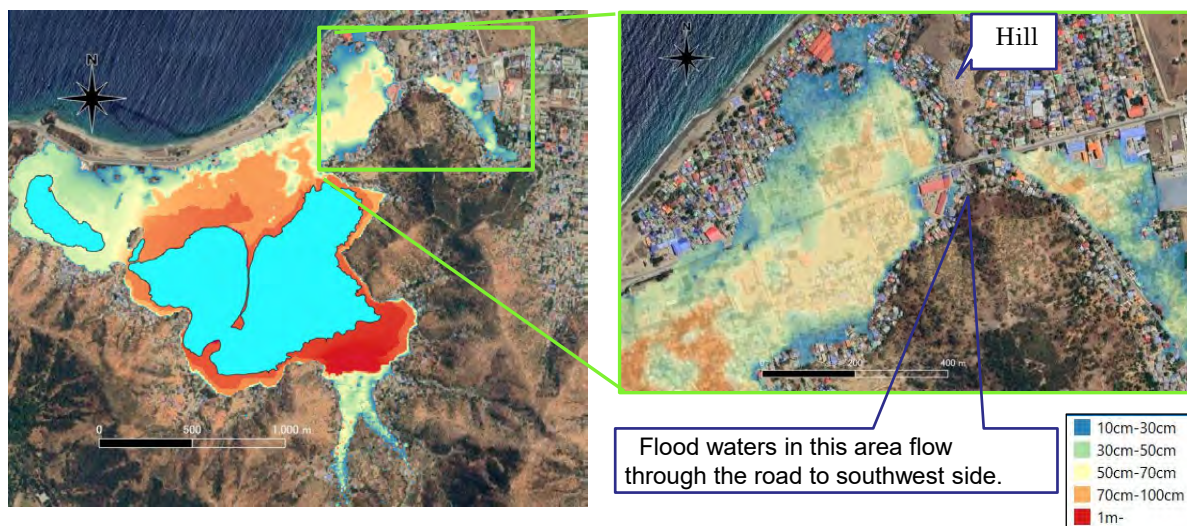 N
0 500 1,000 m
N
Hill
200 400 m
Flood waters in this area flow
through the road to southwest side.
10cm-30cm
30cm-50cm
50cm-70cm
70cm-100cm
1m-